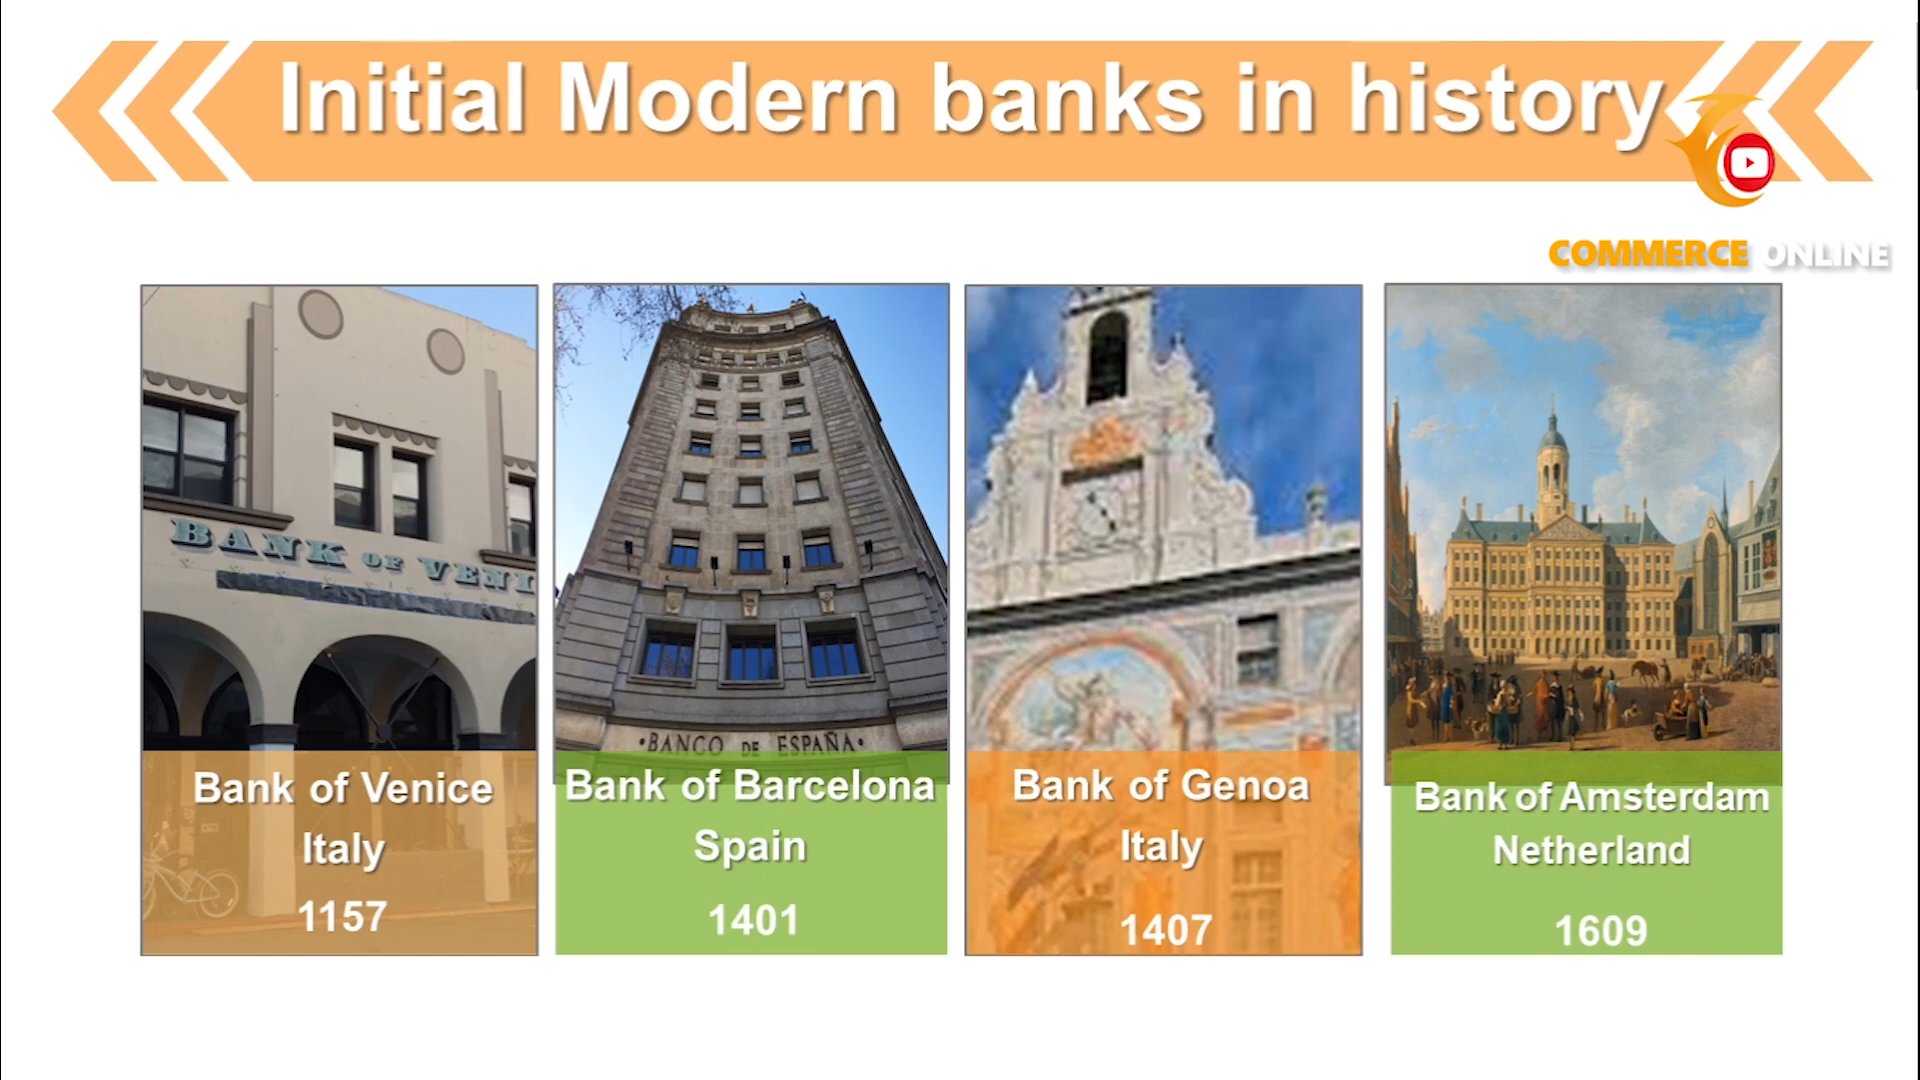 Initial Modern banks in history
COMMERCE ONLINE
BANK OF VENI
•BANCO DE ESPAÑA•
Bank of Venice
Italy
1157
Bank of Barcelona
Spain
1401
Bank of Genoa
Italy
1407
Bank of Amsterdam
Netherland
1609